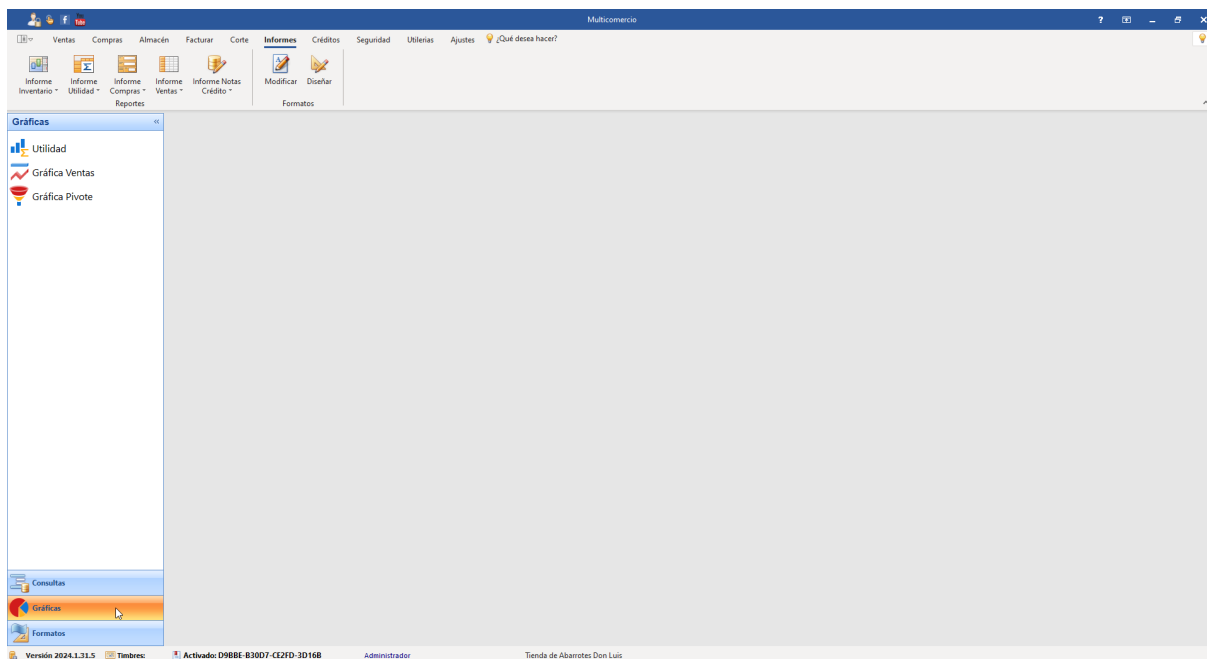 You Tube
Multicomercio
Ventas Compras Almacén Facturar Corte Informes Créditos Seguridad Utilerias Ajustes ¿Qué desea hacer?
Informe Inventario
Informe Utilidad
Informe Compras
Informe Ventas
Informe Notas Crédito
Modificar
Diseñar
Reportes
Formatos
Gráficas
Utilidad
Gráfica Ventas
Gráfica Pivote
Consultas
Gráficas
Formatos
Versión 2024.1.31.5 Timbres: Activado: D9BBE-B30D7-CE2FD-3D16B Administrador Tienda de Abarrotes Don Luis